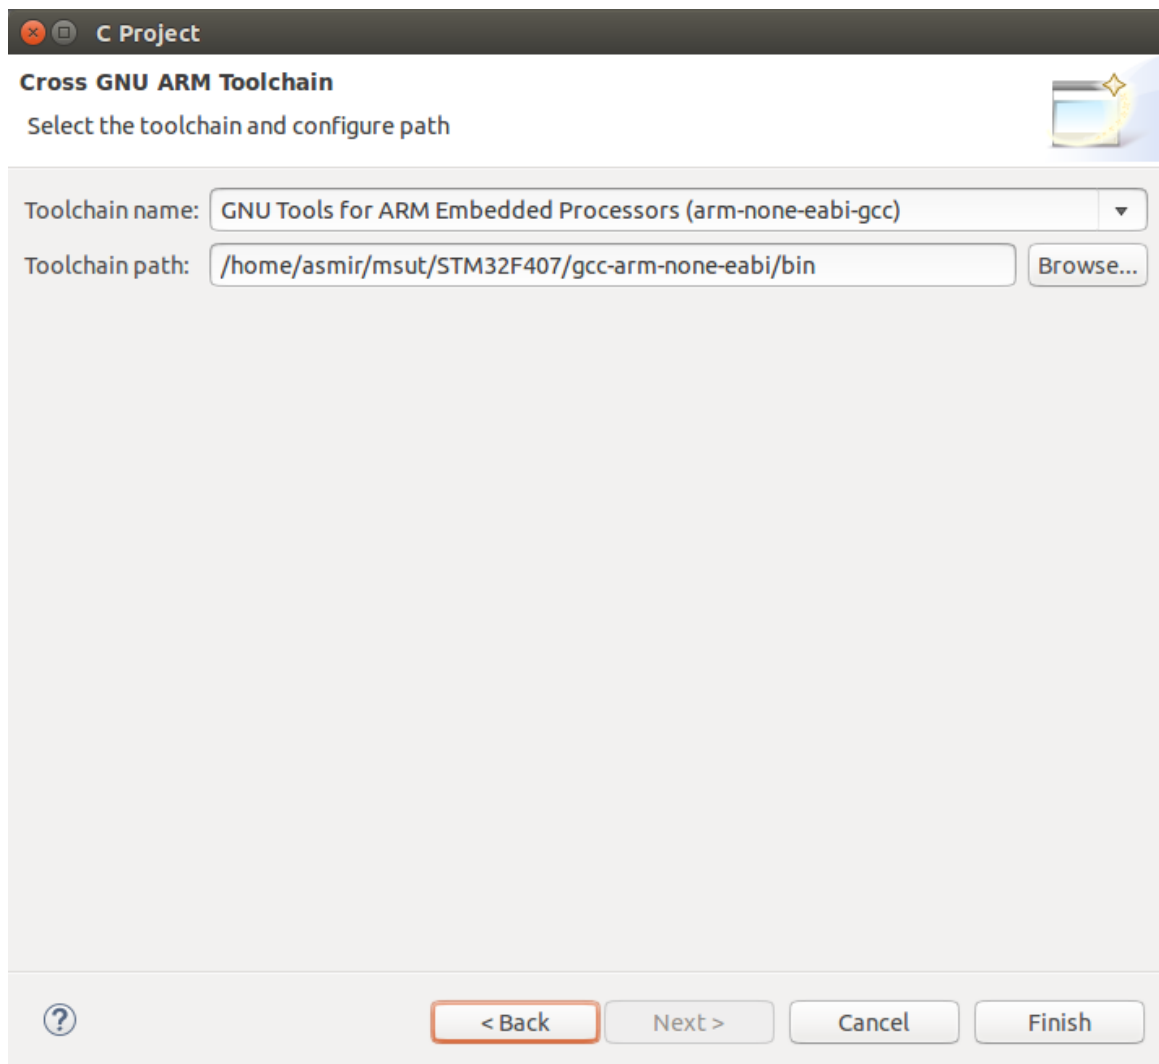 C Project
Cross GNU ARM Toolchain
Select the toolchain and configure path
Toolchain name: GNU Tools for ARM Embedded Processors (arm-none-eabi-gcc)
Toolchain path: /home/asmir/msut/STM32F407/gcc-arm-none-eabi/bin Browse...
? < Back Next > Cancel Finish